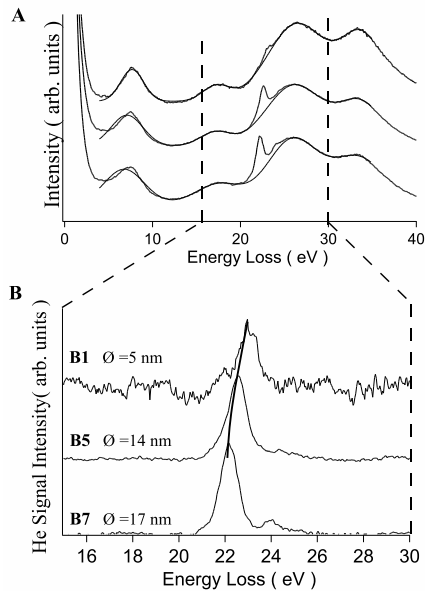 A
Intensity ( arb. units )
0 10 20 30 40
Energy Loss ( eV )
B
He Signal Intensity( arb. units )
B1 Ø =5 nm
B5 Ø =14 nm
B7 Ø =17 nm
16 18 20 22 24 26 28 30
Energy Loss ( eV )